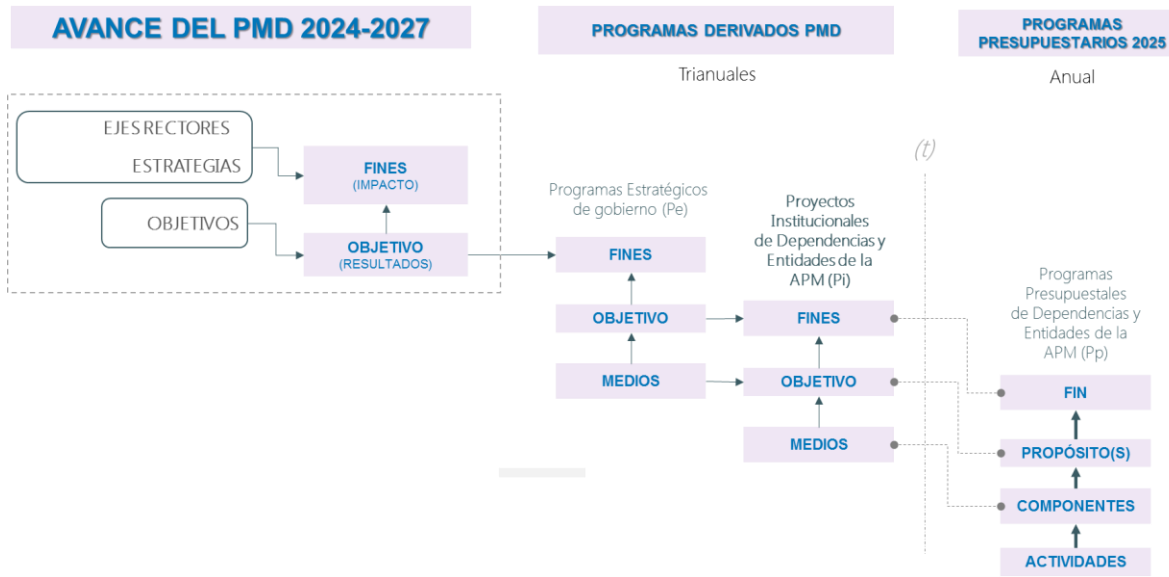 AVANCE DEL PMD 2024-2027
PROGRAMAS DERIVADOS PMD
PROGRAMAS
PRESUPUESTARIOS 2025
Trianuales
Anual
EJES RECTORES
ESTRATEGIAS
OBJETIVOS
FINES
(IMPACTO)
OBJETIVO
(RESULTADOS)
Programas Estratégicos
de gobierno (Pe)
FINES
OBJETIVO
MEDIOS
Proyectos
Institucionales
de Dependencias y
Entidades de la
APM (Pi)
FINES
OBJETIVO
MEDIOS
(t)
Programas
Presupuestales
de Dependencias y
Entidades de la
APM (Pp)
FIN
PROPÓSITO(S)
COMPONENTES
ACTIVIDADES